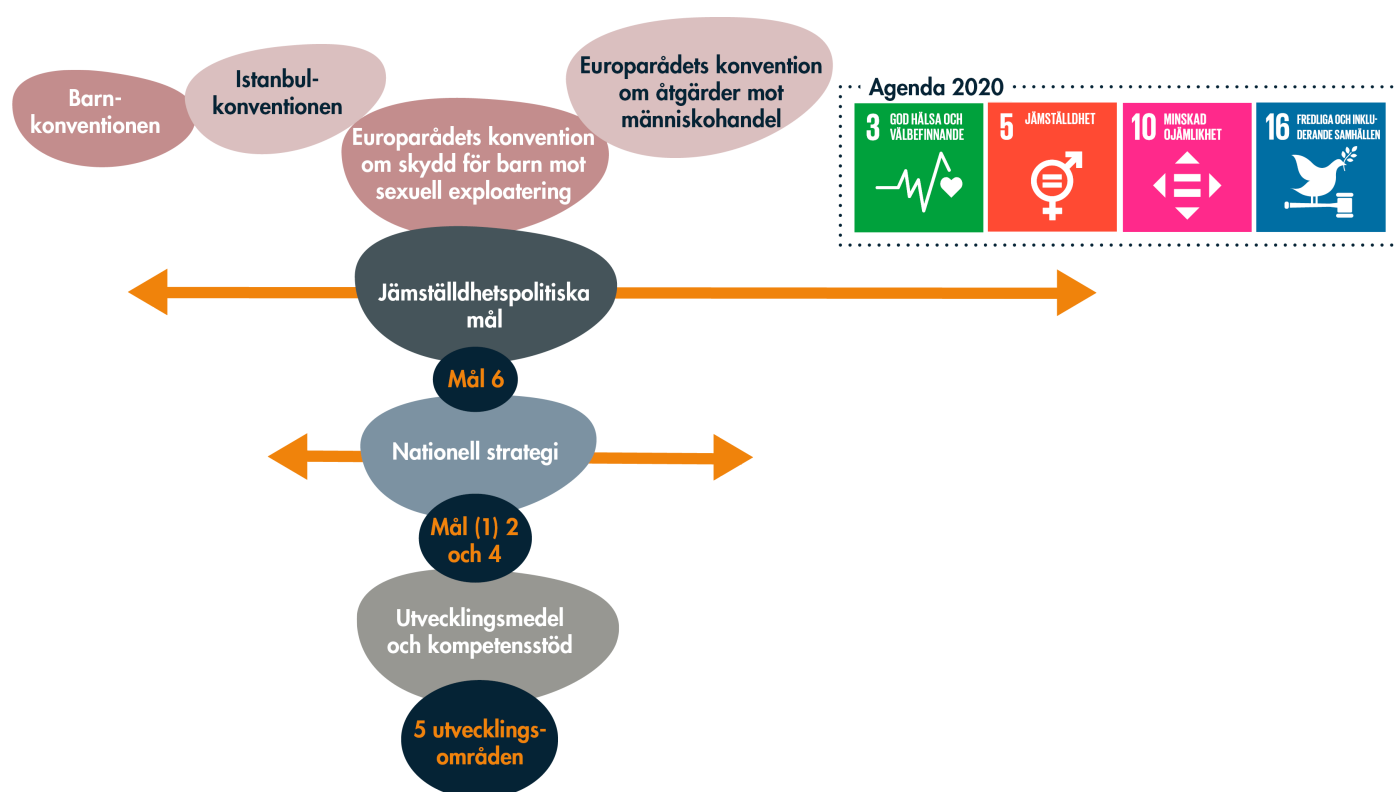 Barn-
konventionen
Istanbul-
konventionen
Europarådets konvention
om skydd för barn mot
sexuell exploatering
Europarådets konvention
om åtgärder mot
människohandel
Agenda 2020
3 GOD HÄLSA OCH
VÄLBEFINNANDE
5 JÄMSTÄLLDHET
10 MINSKAD
OJÄMLIKHET
16 FREDLIGA OCH INKLU-
DERANDE SAMHÄLLEN
Jämställdhetspolitiska
mål
Mål 6
Nationell strategi
Mål (1) 2
och 4
Utvecklingsmedel
och kompetensstöd
5 utvecklings-
områden